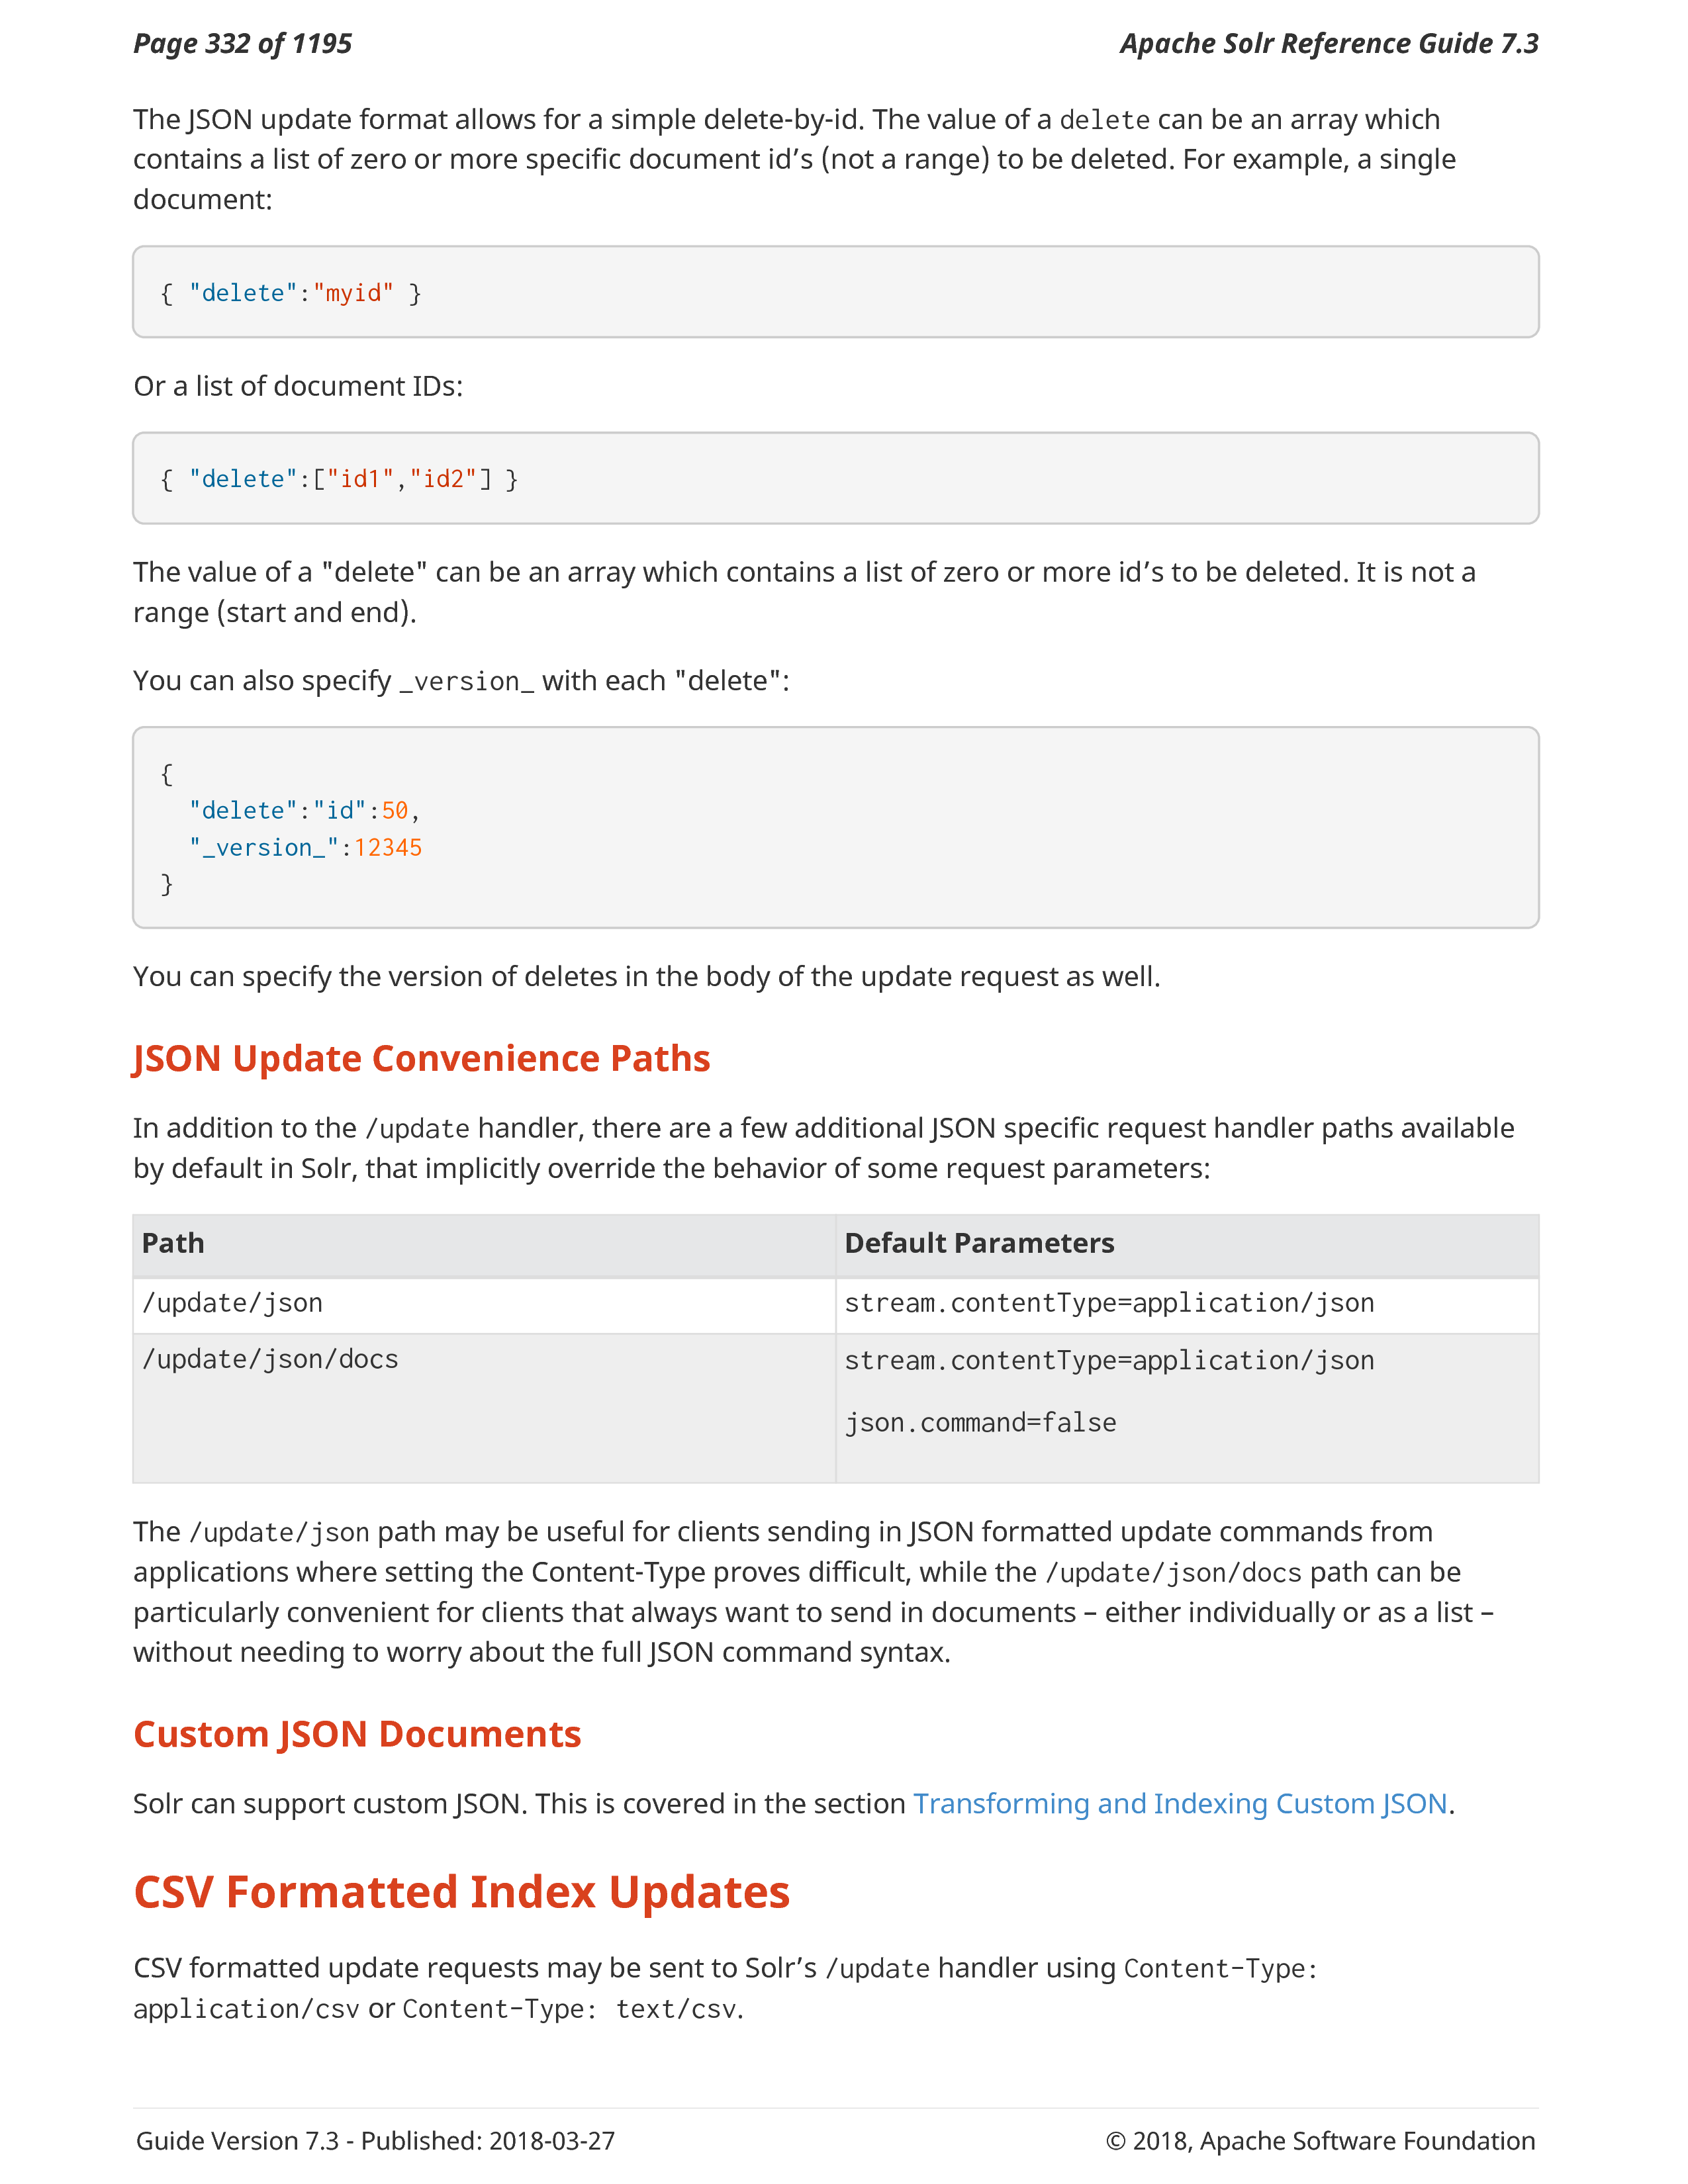 Page 332 of 1195
Apache Solr Reference Guide 7.3
The JSON update format allows for a simple delete-by-id. The value of a delete can be an array which
contains a list of zero or more specific document id’s (not a range) to be deleted. For example, a single
document:
{ "delete":"myid" }
Or a list of document IDs:
{ "delete":["id1","id2"] }
The value of a "delete" can be an array which contains a list of zero or more id’s to be deleted. It is not a
range (start and end).
You can also specify _version_ with each "delete":
{
  "delete":"id":50,
  "_version_":12345
}
You can specify the version of deletes in the body of the update request as well.
JSON Update Convenience Paths
In addition to the /update handler, there are a few additional JSON specific request handler paths available
by default in Solr, that implicitly override the behavior of some request parameters:
Path
Default Parameters
/update/json
stream.contentType=application/json
/update/json/docs
stream.contentType=application/json
json.command=false
The /update/json path may be useful for clients sending in JSON formatted update commands from
applications where setting the Content-Type proves difficult, while the /update/json/docs path can be
particularly convenient for clients that always want to send in documents – either individually or as a list –
without needing to worry about the full JSON command syntax.
Custom JSON Documents
Solr can support custom JSON. This is covered in the section Transforming and Indexing Custom JSON.
CSV Formatted Index Updates
CSV formatted update requests may be sent to Solr’s /update handler using Content-Type:
application/csv or Content-Type: text/csv.
Guide Version 7.3 - Published: 2018-03-27
© 2018, Apache Software Foundation